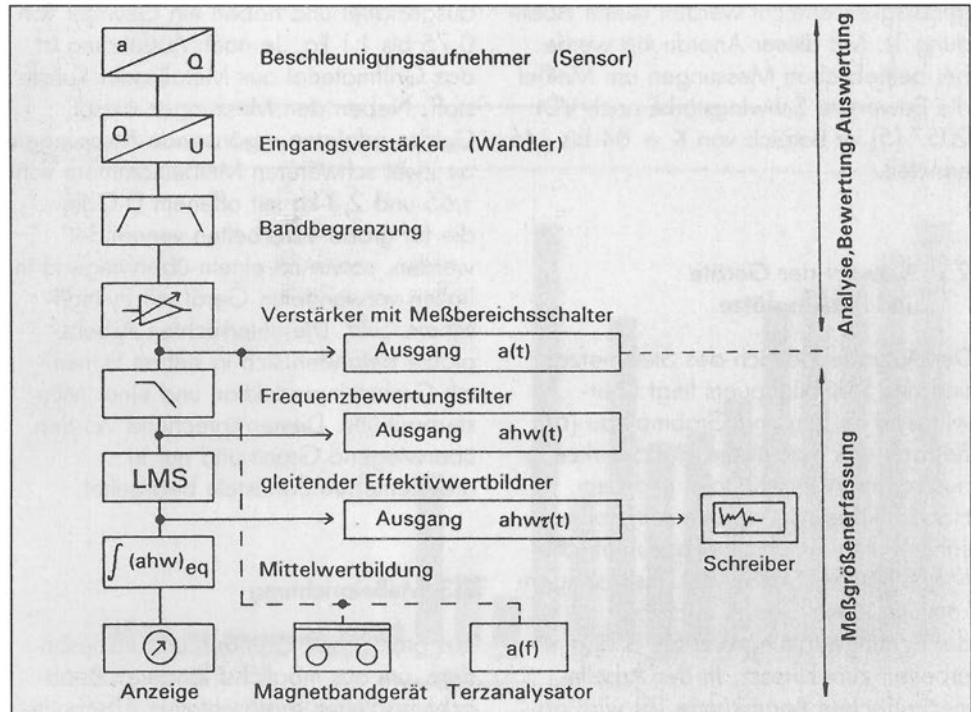 a
Q
Beschleunigungsaufnehmer (Sensor)
Q
Eingangsverstärker (Wandler)
Bandbegrenzung
Verstärker mit Meßbereichsschalter
Ausgang a(t)
Frequenzbewertungsfilter
Ausgang ahw(t)
LMS
gleitender Effektivwertbildner
Ausgang ahwτ(t)
Schreiber
∫ (ahw)eq
Mittelwertbildung
a(f)
Anzeige
Magnetbandgerät
Terzanalysator
Analyse,Bewertung,Auswertung
Meßgrößenerfassung